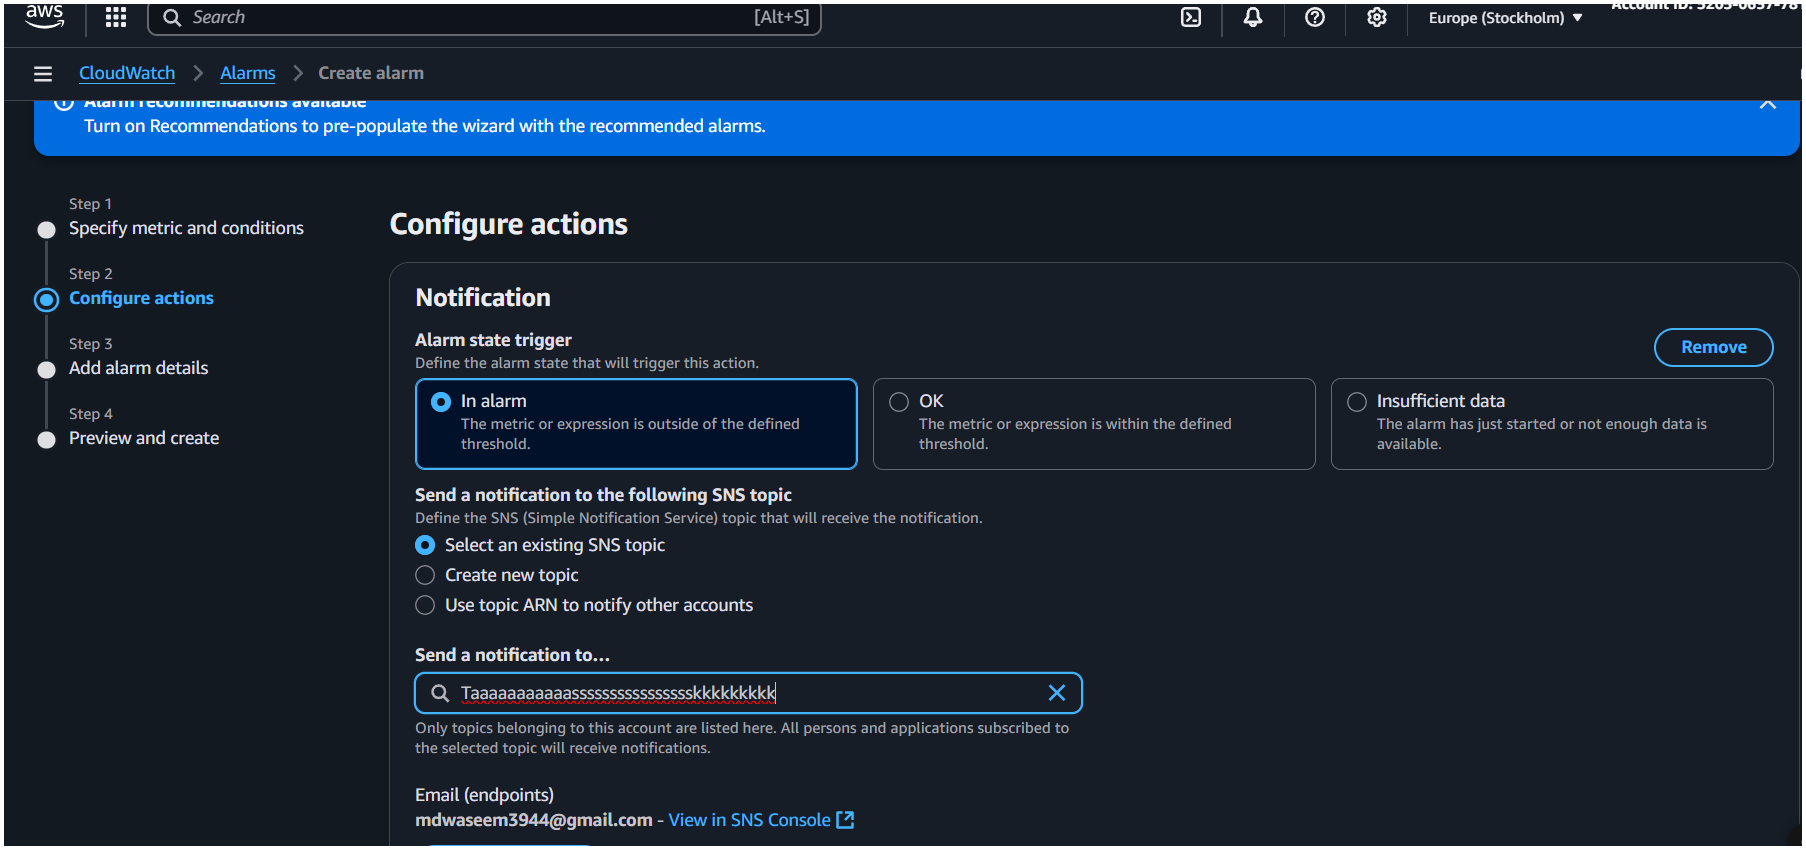 aws
Search [Alt+S]
Europe (Stockholm)
CloudWatch > Alarms > Create alarm
Alarm recommendations available
Turn on Recommendations to pre-populate the wizard with the recommended alarms.
Step 1
Specify metric and conditions
Step 2
Configure actions
Step 3
Add alarm details
Step 4
Preview and create
Configure actions
Notification
Alarm state trigger
Define the alarm state that will trigger this action.
Remove
In alarm
The metric or expression is outside of the defined
threshold.
OK
The metric or expression is within the defined
threshold.
Insufficient data
The alarm has just started or not enough data is
available.
Send a notification to the following SNS topic
Define the SNS (Simple Notification Service) topic that will receive the notification.
Select an existing SNS topic
Create new topic
Use topic ARN to notify other accounts
Send a notification to...
Taaaaaaaaaaasssssssssssssssskkkkkkkkk
Only topics belonging to this account are listed here. All persons and applications subscribed to
the selected topic will receive notifications.
Email (endpoints)
mdwaseem3944@gmail.com - View in SNS Console